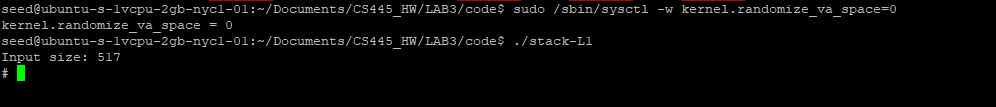 seed@ubuntu-s-1vcpu-2gb-nyc1-01:~/Documents/CS445_HW/LAB3/code$ sudo /sbin/sysctl -w kernel.randomize_va_space=0
kernel.randomize_va_space = 0
seed@ubuntu-s-1vcpu-2gb-nyc1-01:~/Documents/CS445_HW/LAB3/code$ ./stack-L1
Input size: 517
#